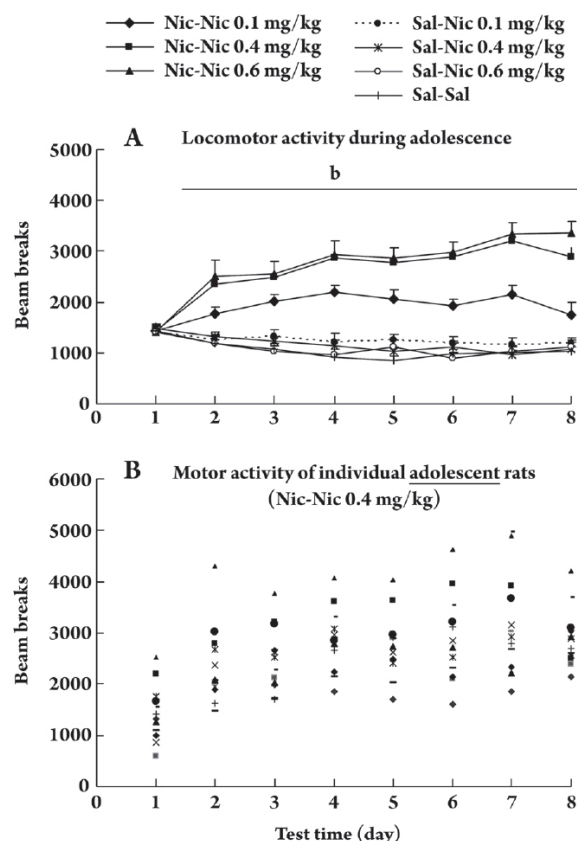 Nic-Nic 0.1 mg/kg
Nic-Nic 0.4 mg/kg
Nic-Nic 0.6 mg/kg
Sal-Nic 0.1 mg/kg
Sal-Nic 0.4 mg/kg
Sal-Nic 0.6 mg/kg
Sal-Sal
A Locomotor activity during adolescence
b
Beam breaks
5000
4000
3000
2000
1000
0
0 1 2 3 4 5 6 7 8
B Motor activity of individual adolescent rats
(Nic-Nic 0.4 mg/kg)
Beam breaks
6000
5000
4000
3000
2000
1000
0
0 1 2 3 4 5 6 7 8
Test time (day)